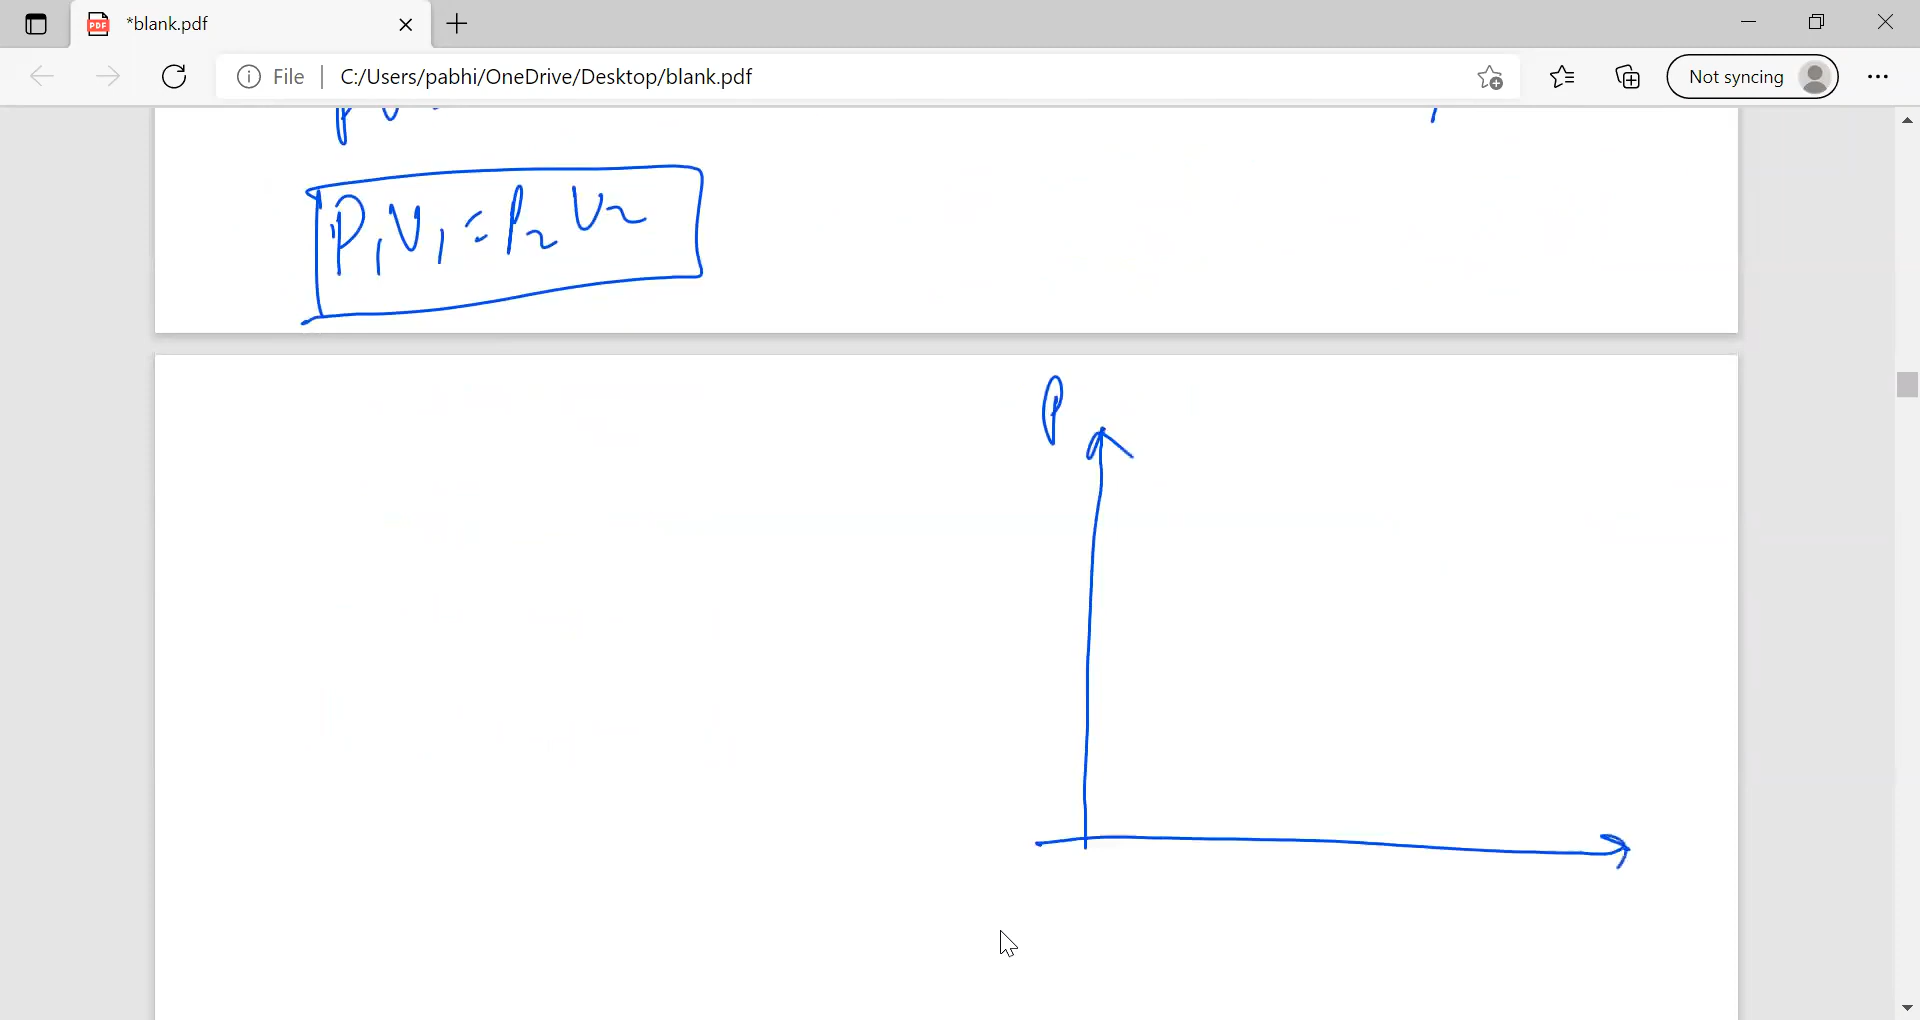 *blank.pdf
File | C:/Users/pabhi/OneDrive/Desktop/blank.pdf
Not syncing
P₁V₁ = P₂V₂
P